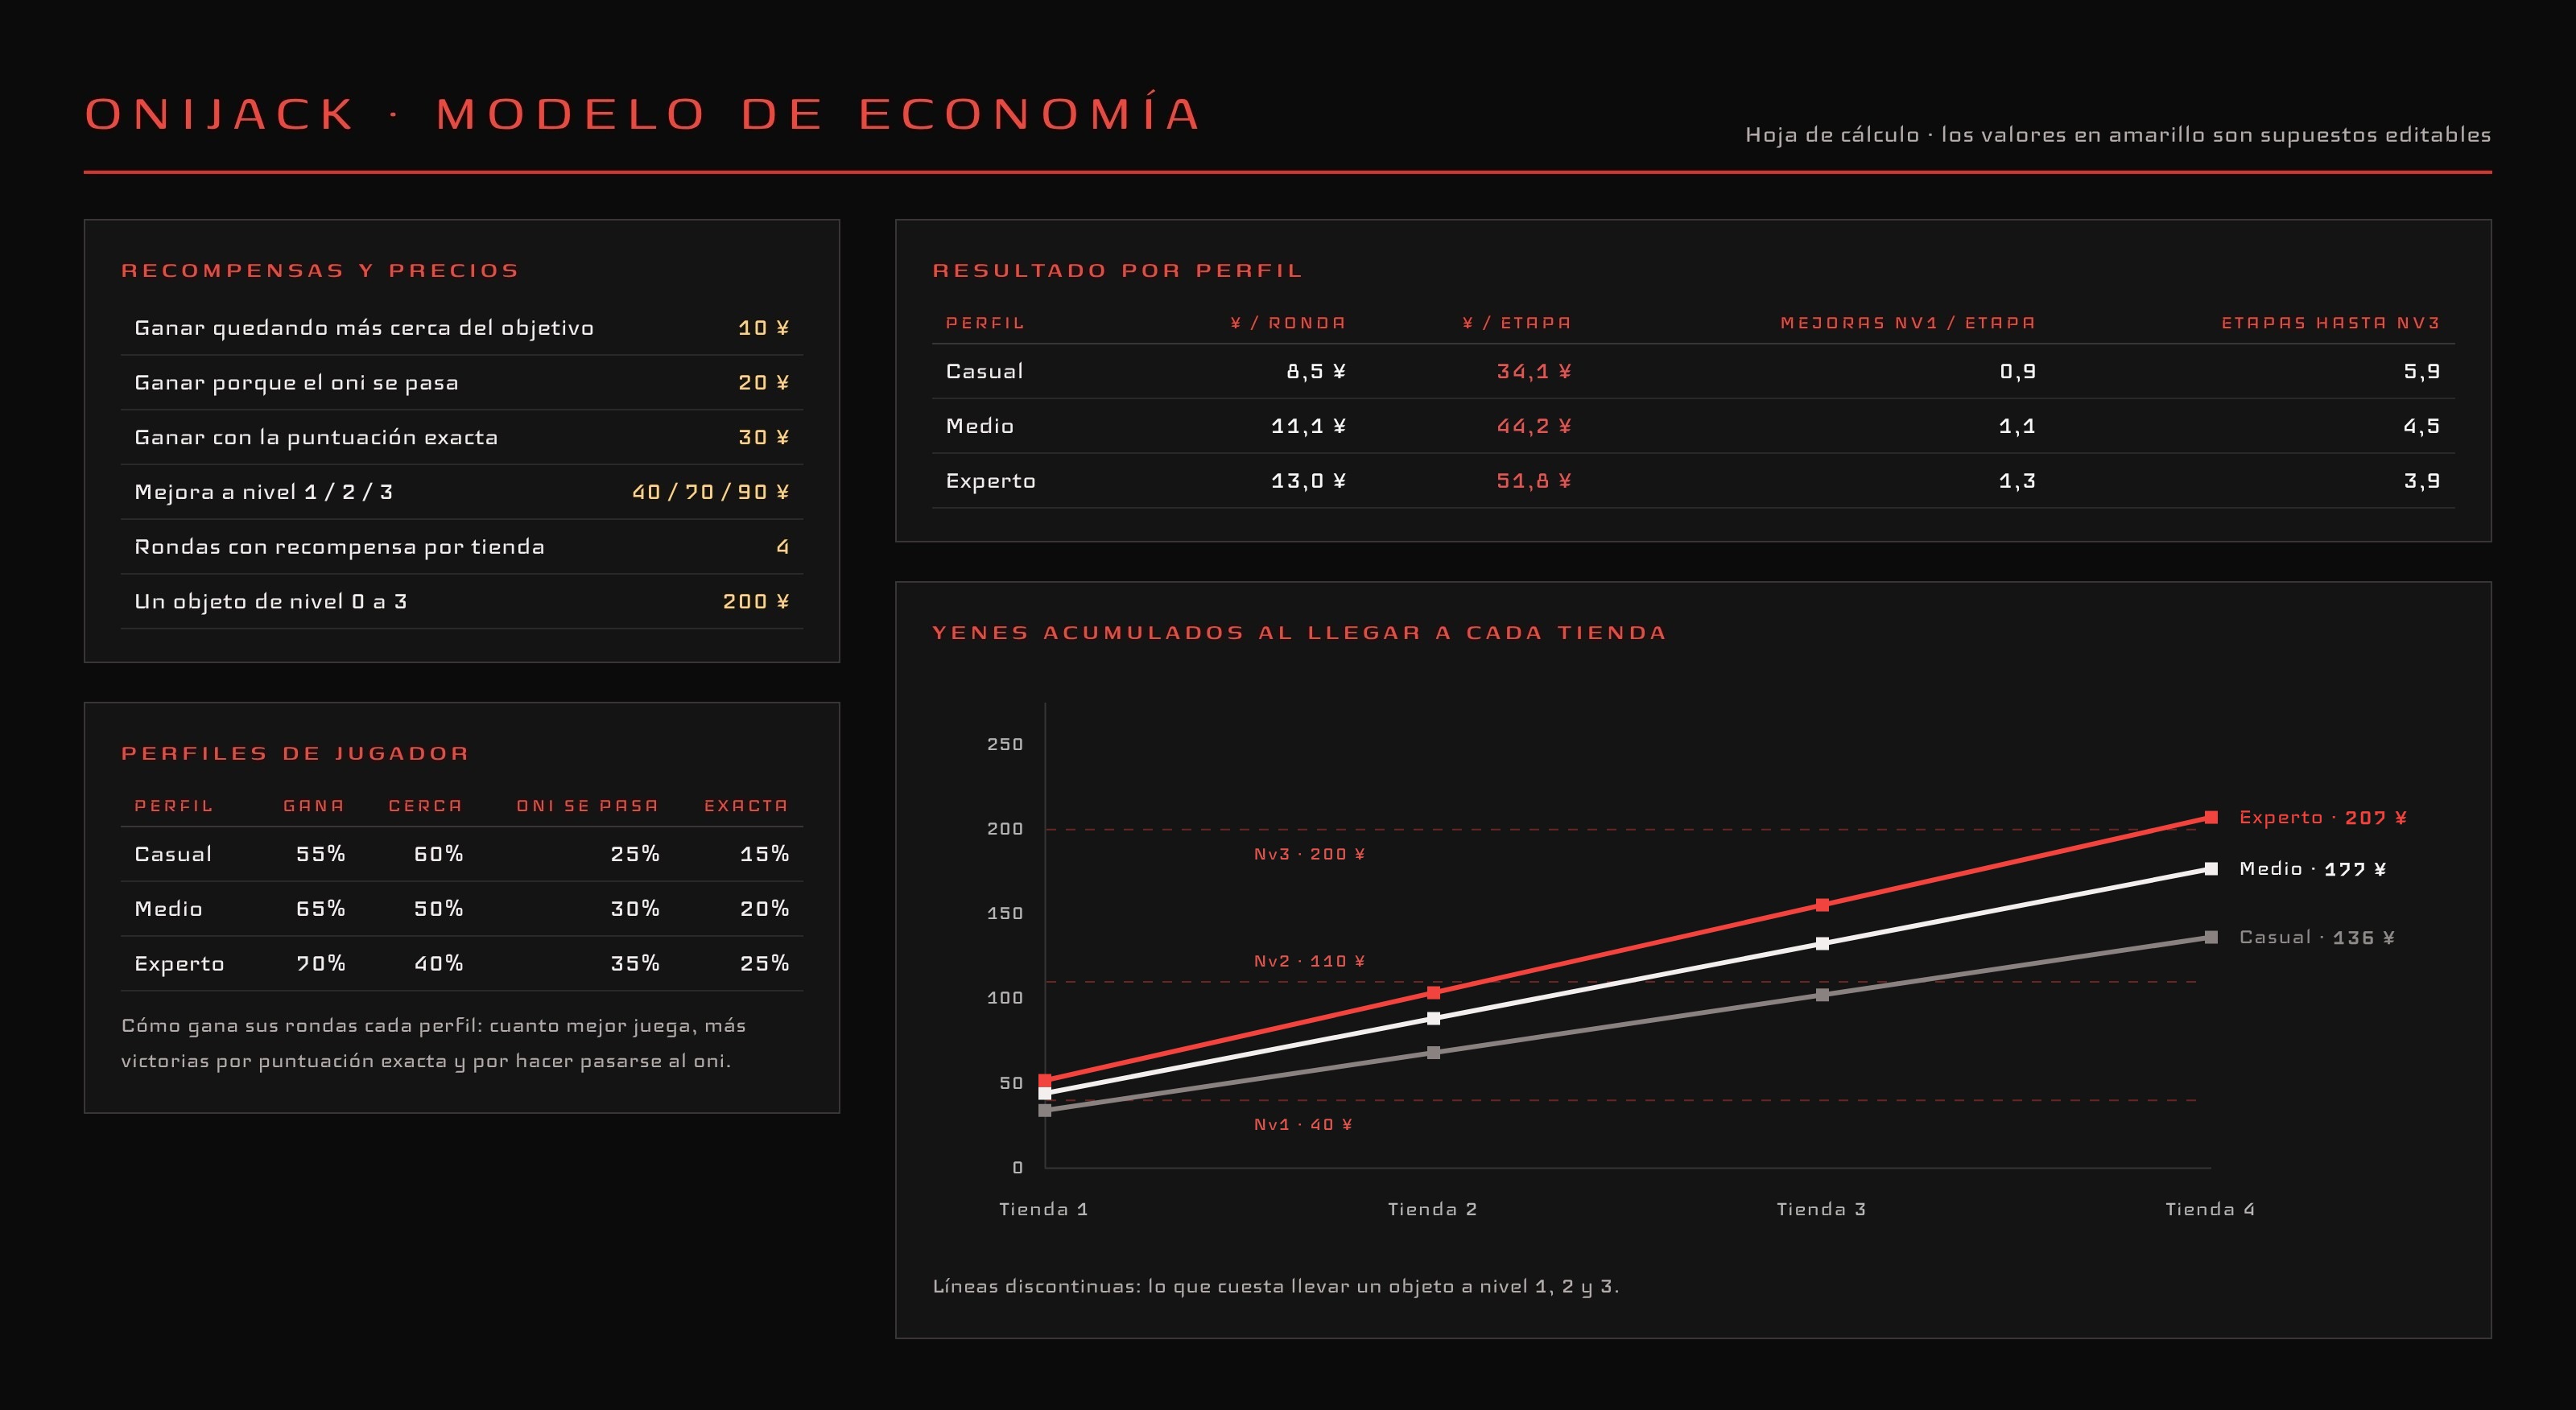 ONIJACK · MODELO DE ECONOMÍA
Hoja de cálculo · los valores en amarillo son supuestos editables
RECOMPENSAS Y PRECIOS
Ganar quedando más cerca del objetivo 10 ¥
Ganar porque el oni se pasa 20 ¥
Ganar con la puntuación exacta 30 ¥
Mejora a nivel 1 / 2 / 3 40 / 70 / 90 ¥
Rondas con recompensa por tienda 4
Un objeto de nivel 0 a 3 200 ¥
PERFILES DE JUGADOR
PERFIL GANA CERCA ONI SE PASA EXACTA
Casual 55% 60% 25% 15%
Medio 65% 50% 30% 20%
Experto 70% 40% 35% 25%
Cómo gana sus rondas cada perfil: cuanto mejor juega, más
victorias por puntuación exacta y por hacer pasarse al oni.
RESULTADO POR PERFIL
PERFIL ¥ / RONDA ¥ / ETAPA MEJORAS NV1 / ETAPA ETAPAS HASTA NV3
Casual 8,5 ¥ 34,1 ¥ 0,9 5,9
Medio 11,1 ¥ 44,2 ¥ 1,1 4,5
Experto 13,0 ¥ 51,8 ¥ 1,3 3,9
YENES ACUMULADOS AL LLEGAR A CADA TIENDA
250
200
150
100
50
0
Nv3 · 200 ¥
Nv2 · 110 ¥
Nv1 · 40 ¥
Experto · 207 ¥
Medio · 177 ¥
Casual · 136 ¥
Tienda 1 Tienda 2 Tienda 3 Tienda 4
Líneas discontinuas: lo que cuesta llevar un objeto a nivel 1, 2 y 3.